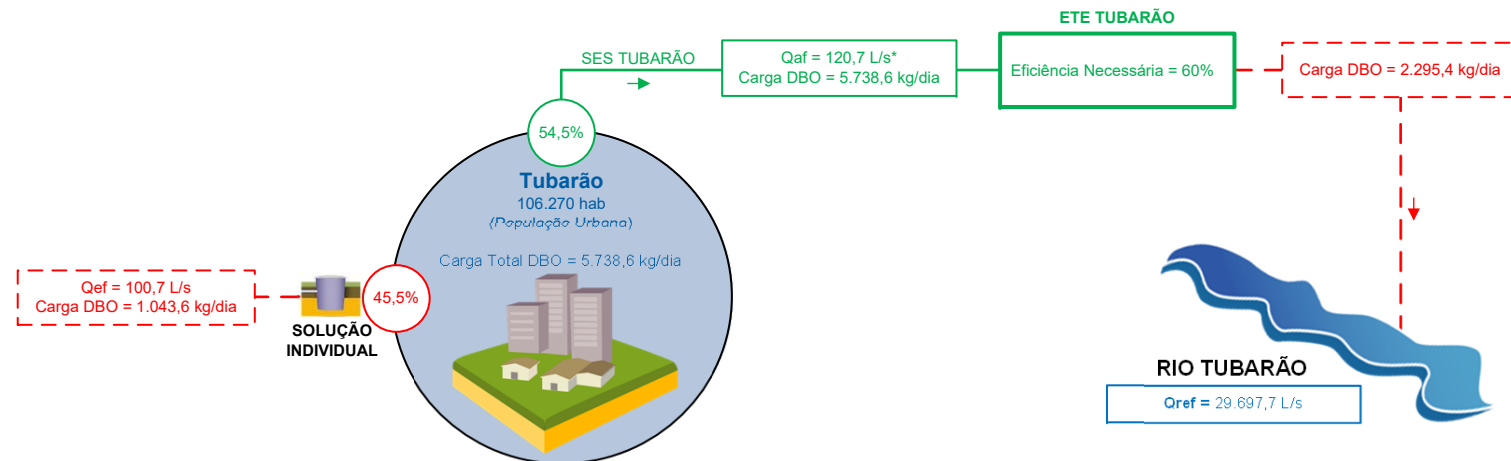 ETE TUBARÃO
SES TUBARÃO
Qaf = 120,7 L/s*
Carga DBO = 5.738,6 kg/dia
Eficiência Necessária = 60%
Carga DBO = 2.295,4 kg/dia
54,5%
Tubarão
106.270 hab
(População Urbana)
Carga Total DBO = 5.738,6 kg/dia
Qef = 100,7 L/s
Carga DBO = 1.043,6 kg/dia
45,5%
SOLUÇÃO
INDIVIDUAL
RIO TUBARÃO
Qref = 29.697,7 L/s